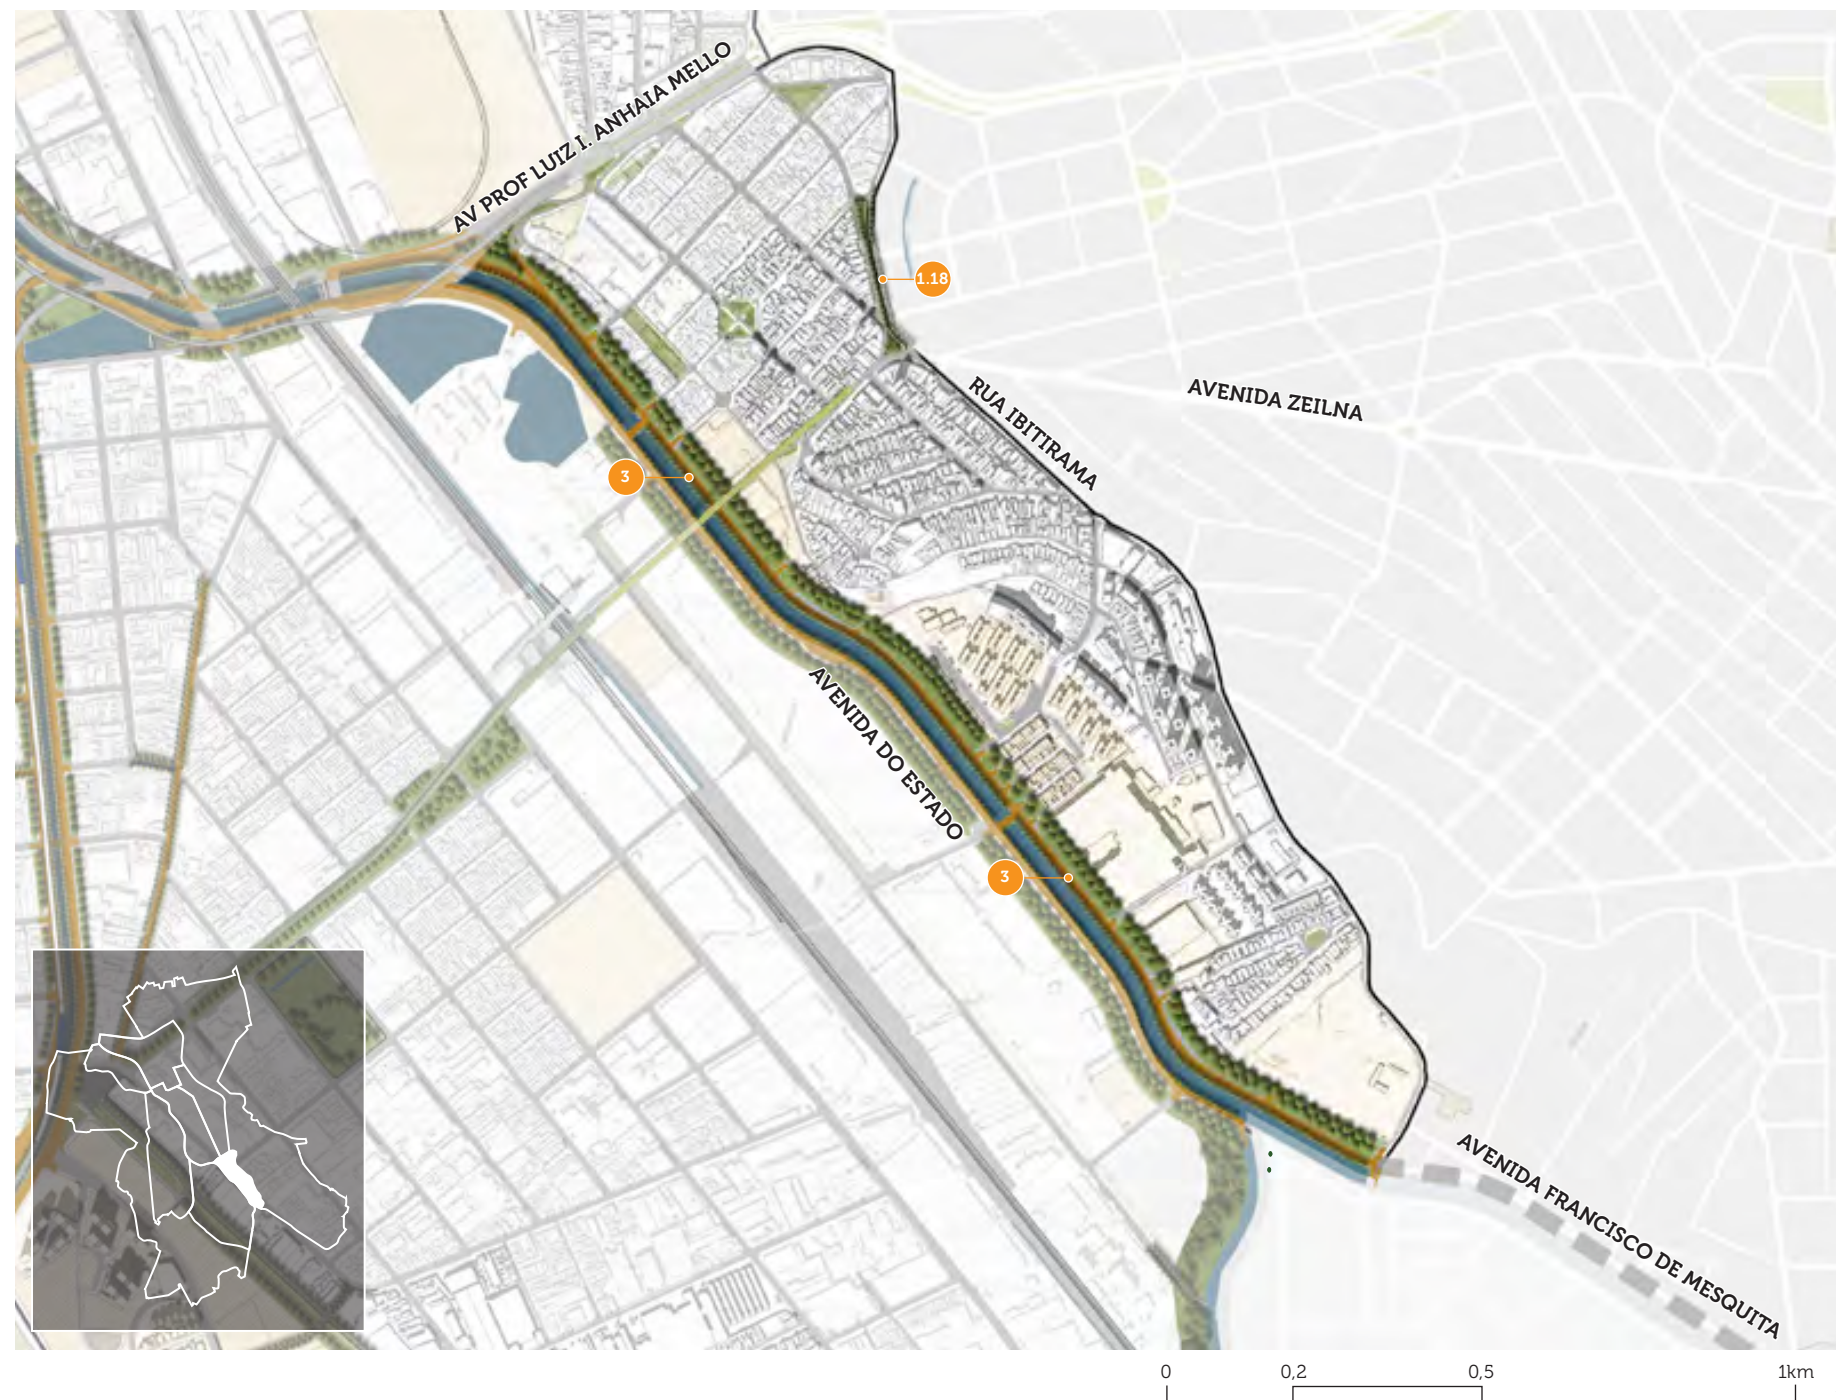 AV PROF LUIZ I. ANHAIA MELLO
1.18
RUA IBITIRAMA
AVENIDA ZEILNA
3
AVENIDA DO ESTADO
3
AVENIDA FRANCISCO DE MESQUITA
0 0,2 0,5 1km